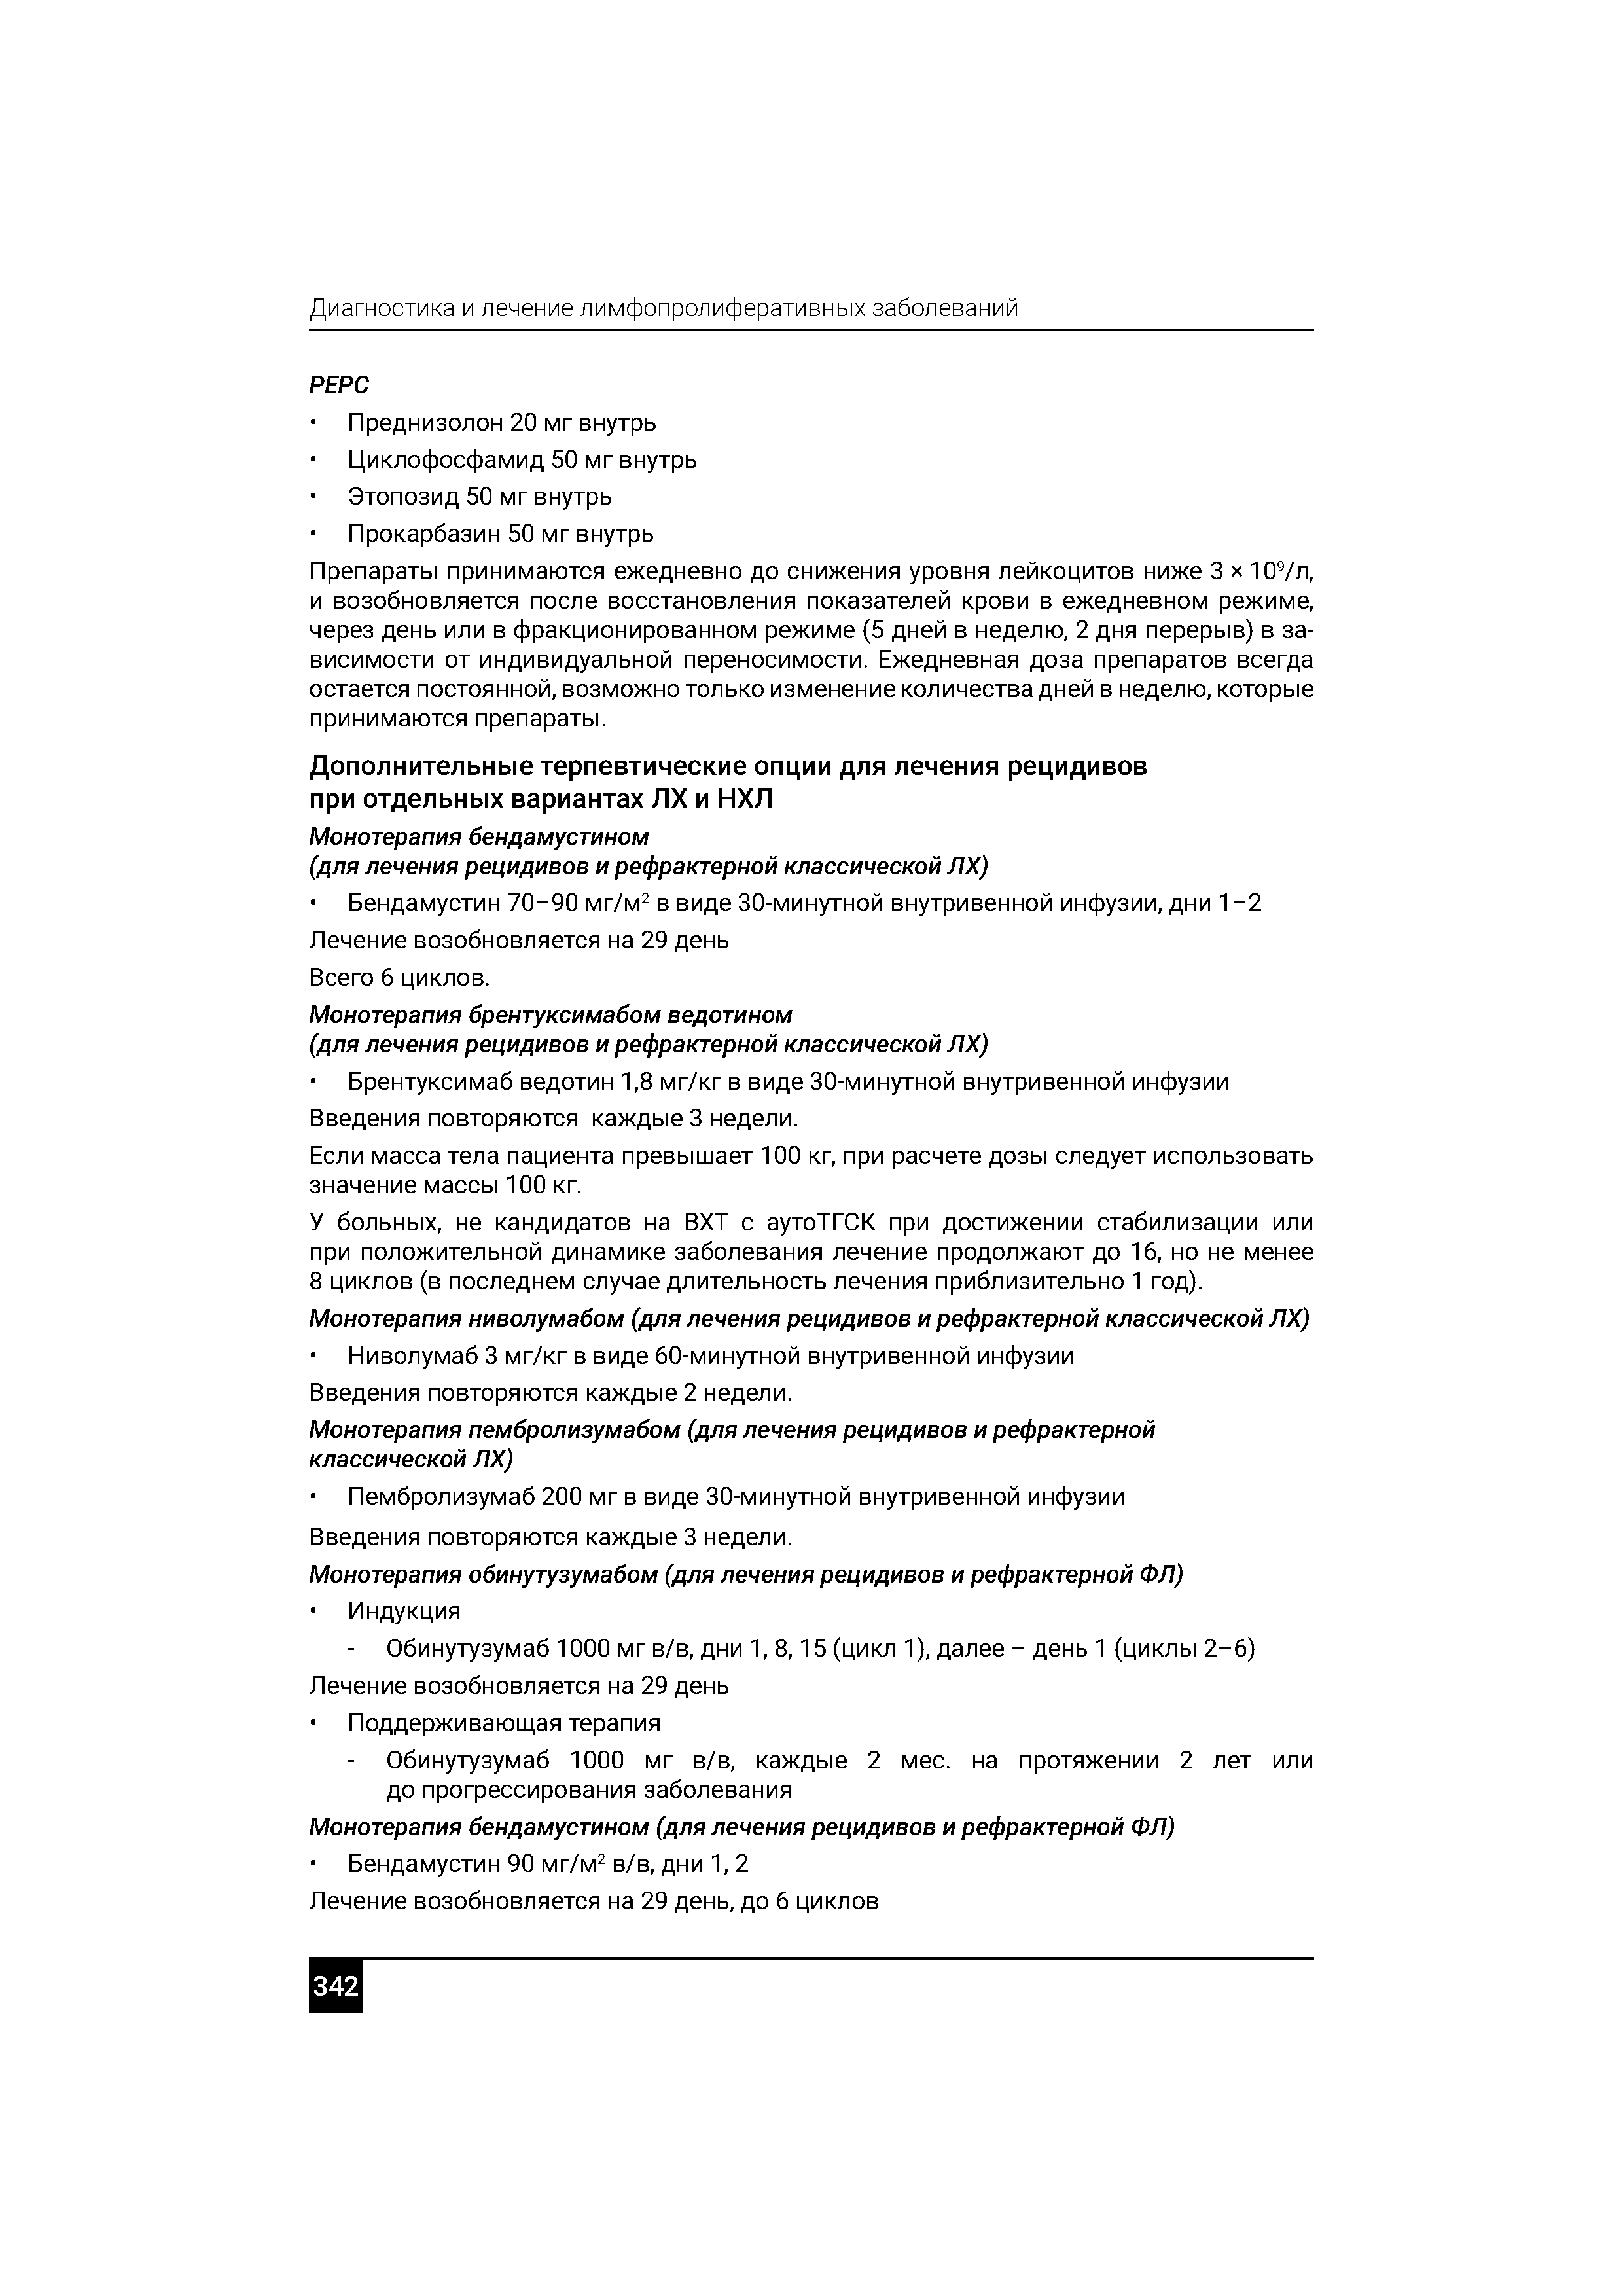 Диагностика и лечение лимфопролиферативных заболеваний
PEPC
• Преднизолон 20 мг внутрь
• Циклофосфамид 50 мг внутрь
• Этопозид 50 мг внутрь
• Прокарбазин 50 мг внутрь
Препараты принимаются ежедневно до снижения уровня лейкоцитов ниже 3 × 10⁹/л,
и возобновляется после восстановления показателей крови в ежедневном режиме,
через день или в фракционированном режиме (5 дней в неделю, 2 дня перерыв) в за-
висимости от индивидуальной переносимости. Ежедневная доза препаратов всегда
остается постоянной, возможно только изменение количества дней в неделю, которые
принимаются препараты.
Дополнительные терпевтические опции для лечения рецидивов
при отдельных вариантах ЛХ и НХЛ
Монотерапия бендамустином
(для лечения рецидивов и рефрактерной классической ЛХ)
• Бендамустин 70–90 мг/м² в виде 30-минутной внутривенной инфузии, дни 1–2
Лечение возобновляется на 29 день
Всего 6 циклов.
Монотерапия брентуксимабом ведотином
(для лечения рецидивов и рефрактерной классической ЛХ)
• Брентуксимаб ведотин 1,8 мг/кг в виде 30-минутной внутривенной инфузии
Введения повторяются каждые 3 недели.
Если масса тела пациента превышает 100 кг, при расчете дозы следует использовать
значение массы 100 кг.
У больных, не кандидатов на ВХТ с аутоТГСК при достижении стабилизации или
при положительной динамике заболевания лечение продолжают до 16, но не менее
8 циклов (в последнем случае длительность лечения приблизительно 1 год).
Монотерапия ниволумабом (для лечения рецидивов и рефрактерной классической ЛХ)
• Ниволумаб 3 мг/кг в виде 60-минутной внутривенной инфузии
Введения повторяются каждые 2 недели.
Монотерапия пембролизумабом (для лечения рецидивов и рефрактерной
классической ЛХ)
• Пембролизумаб 200 мг в виде 30-минутной внутривенной инфузии
Введения повторяются каждые 3 недели.
Монотерапия обинутузумабом (для лечения рецидивов и рефрактерной ФЛ)
• Индукция
- Обинутузумаб 1000 мг в/в, дни 1, 8, 15 (цикл 1), далее – день 1 (циклы 2–6)
Лечение возобновляется на 29 день
• Поддерживающая терапия
- Обинутузумаб 1000 мг в/в, каждые 2 мес. на протяжении 2 лет или
до прогрессирования заболевания
Монотерапия бендамустином (для лечения рецидивов и рефрактерной ФЛ)
• Бендамустин 90 мг/м² в/в, дни 1, 2
Лечение возобновляется на 29 день, до 6 циклов
342